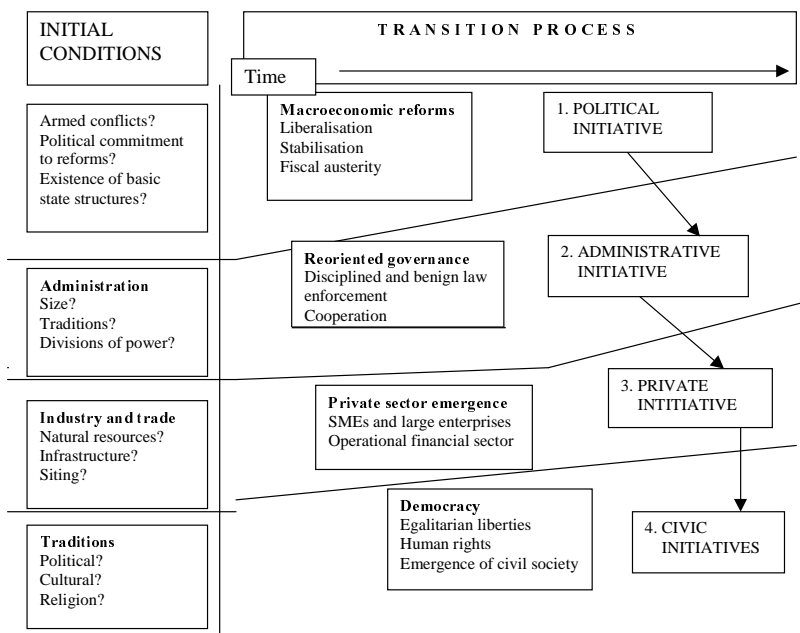 INITIAL
CONDITIONS
TRANSITION PROCESS
Time
Armed conflicts?
Political commitment
to reforms?
Existence of basic
state structures?
Macroeconomic reforms
Liberalisation
Stabilisation
Fiscal austerity
1. POLITICAL
INITIATIVE
Administration
Size?
Traditions?
Divisions of power?
Reoriented governance
Disciplined and benign law
enforcement
Cooperation
2. ADMINISTRATIVE
INITIATIVE
Industry and trade
Natural resources?
Infrastructure?
Siting?
Private sector emergence
SMEs and large enterprises
Operational financial sector
3. PRIVATE
INTITIATIVE
Traditions
Political?
Cultural?
Religion?
Democracy
Egalitarian liberties
Human rights
Emergence of civil society
4. CIVIC
INITIATIVES